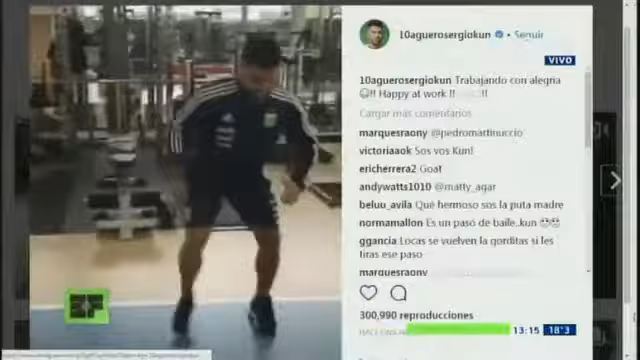 10aguerosergiokun • Seguir
VIVO
10aguerosergiokun Trabajando con alegria
!! Happy at work !! !!
Cargar más comentarios
marquesraony @pedromartinuccio
victoriaaok Sos vos Kun!
ericherrera2 Goat
andywatts1010 @matty_agar
beluu_avila Qué hermoso sos la puta madre
normamallon Es un paso de baile..kun
ggancia Locas se vuelven la gorditas si les
tiras ese paso
marquesraony
300,990 reproducciones
13:15 18°3